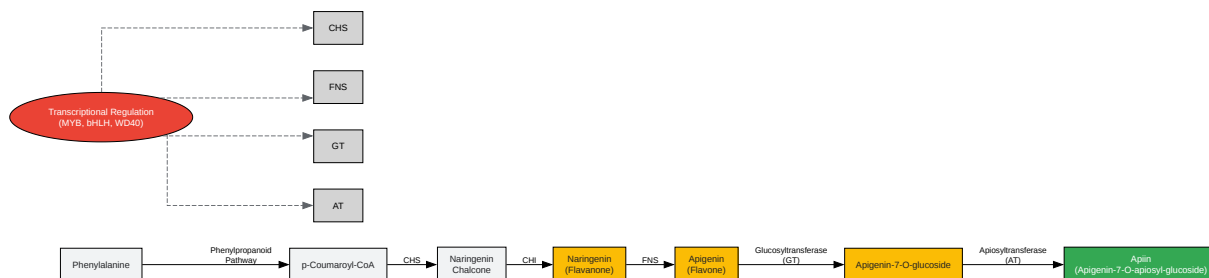 CHS
FNS
Transcriptional Regulation
(MYB, bHLH, WD40)
GT
AT
Phenylalanine
Phenylpropanoid
Pathway
p-Coumaroyl-CoA
CHS
Naringenin
Chalcone
CHI
Naringenin
(Flavanone)
FNS
Apigenin
(Flavone)
Glucosyltransferase
(GT)
Apigenin-7-O-glucoside
Apiosyltransferase
(AT)
Apiin
(Apigenin-7-O-apiosyl-glucoside)